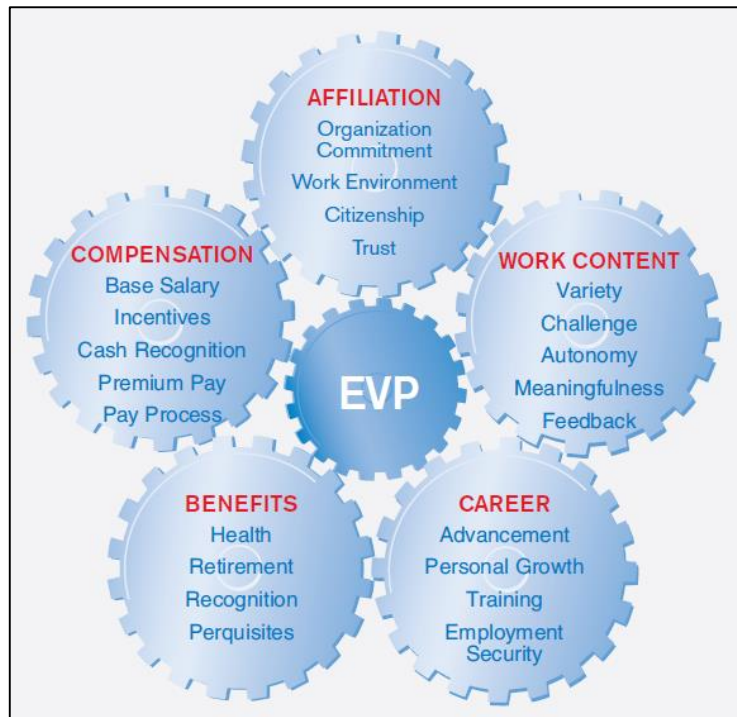 AFFILIATION
Organization
Commitment
Work Environment
Citizenship
Trust
COMPENSATION
Base Salary
Incentives
Cash Recognition
Premium Pay
Pay Process
WORK CONTENT
Variety
Challenge
Autonomy
Meaningfulness
Feedback
EVP
BENEFITS
Health
Retirement
Recognition
Perquisites
CAREER
Advancement
Personal Growth
Training
Employment
Security